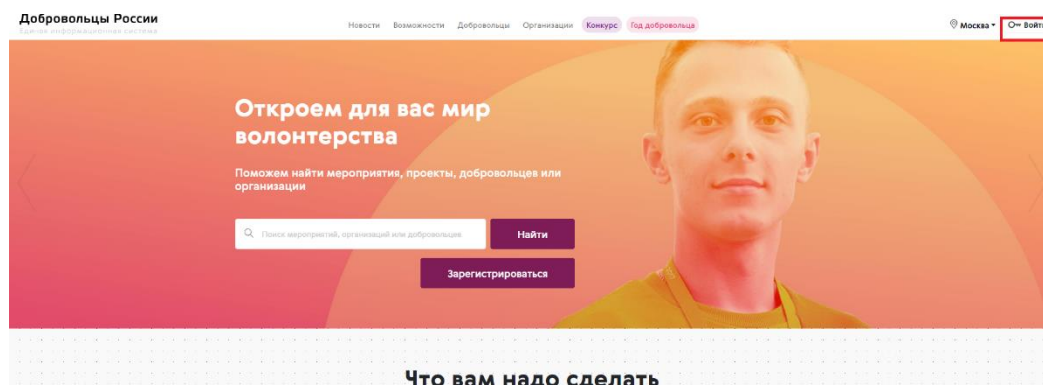 Добровольцы России
Единая информационная система
Новости Возможности Добровольцы Организации Конкурс Год добровольца
Москва
Войти
Откроем для вас мир
волонтерства
Поможем найти мероприятия, проекты, добровольцев или
организации
Поиск мероприятий, организаций или добровольцев
Найти
Зарегистрироваться
Что вам надо сделать